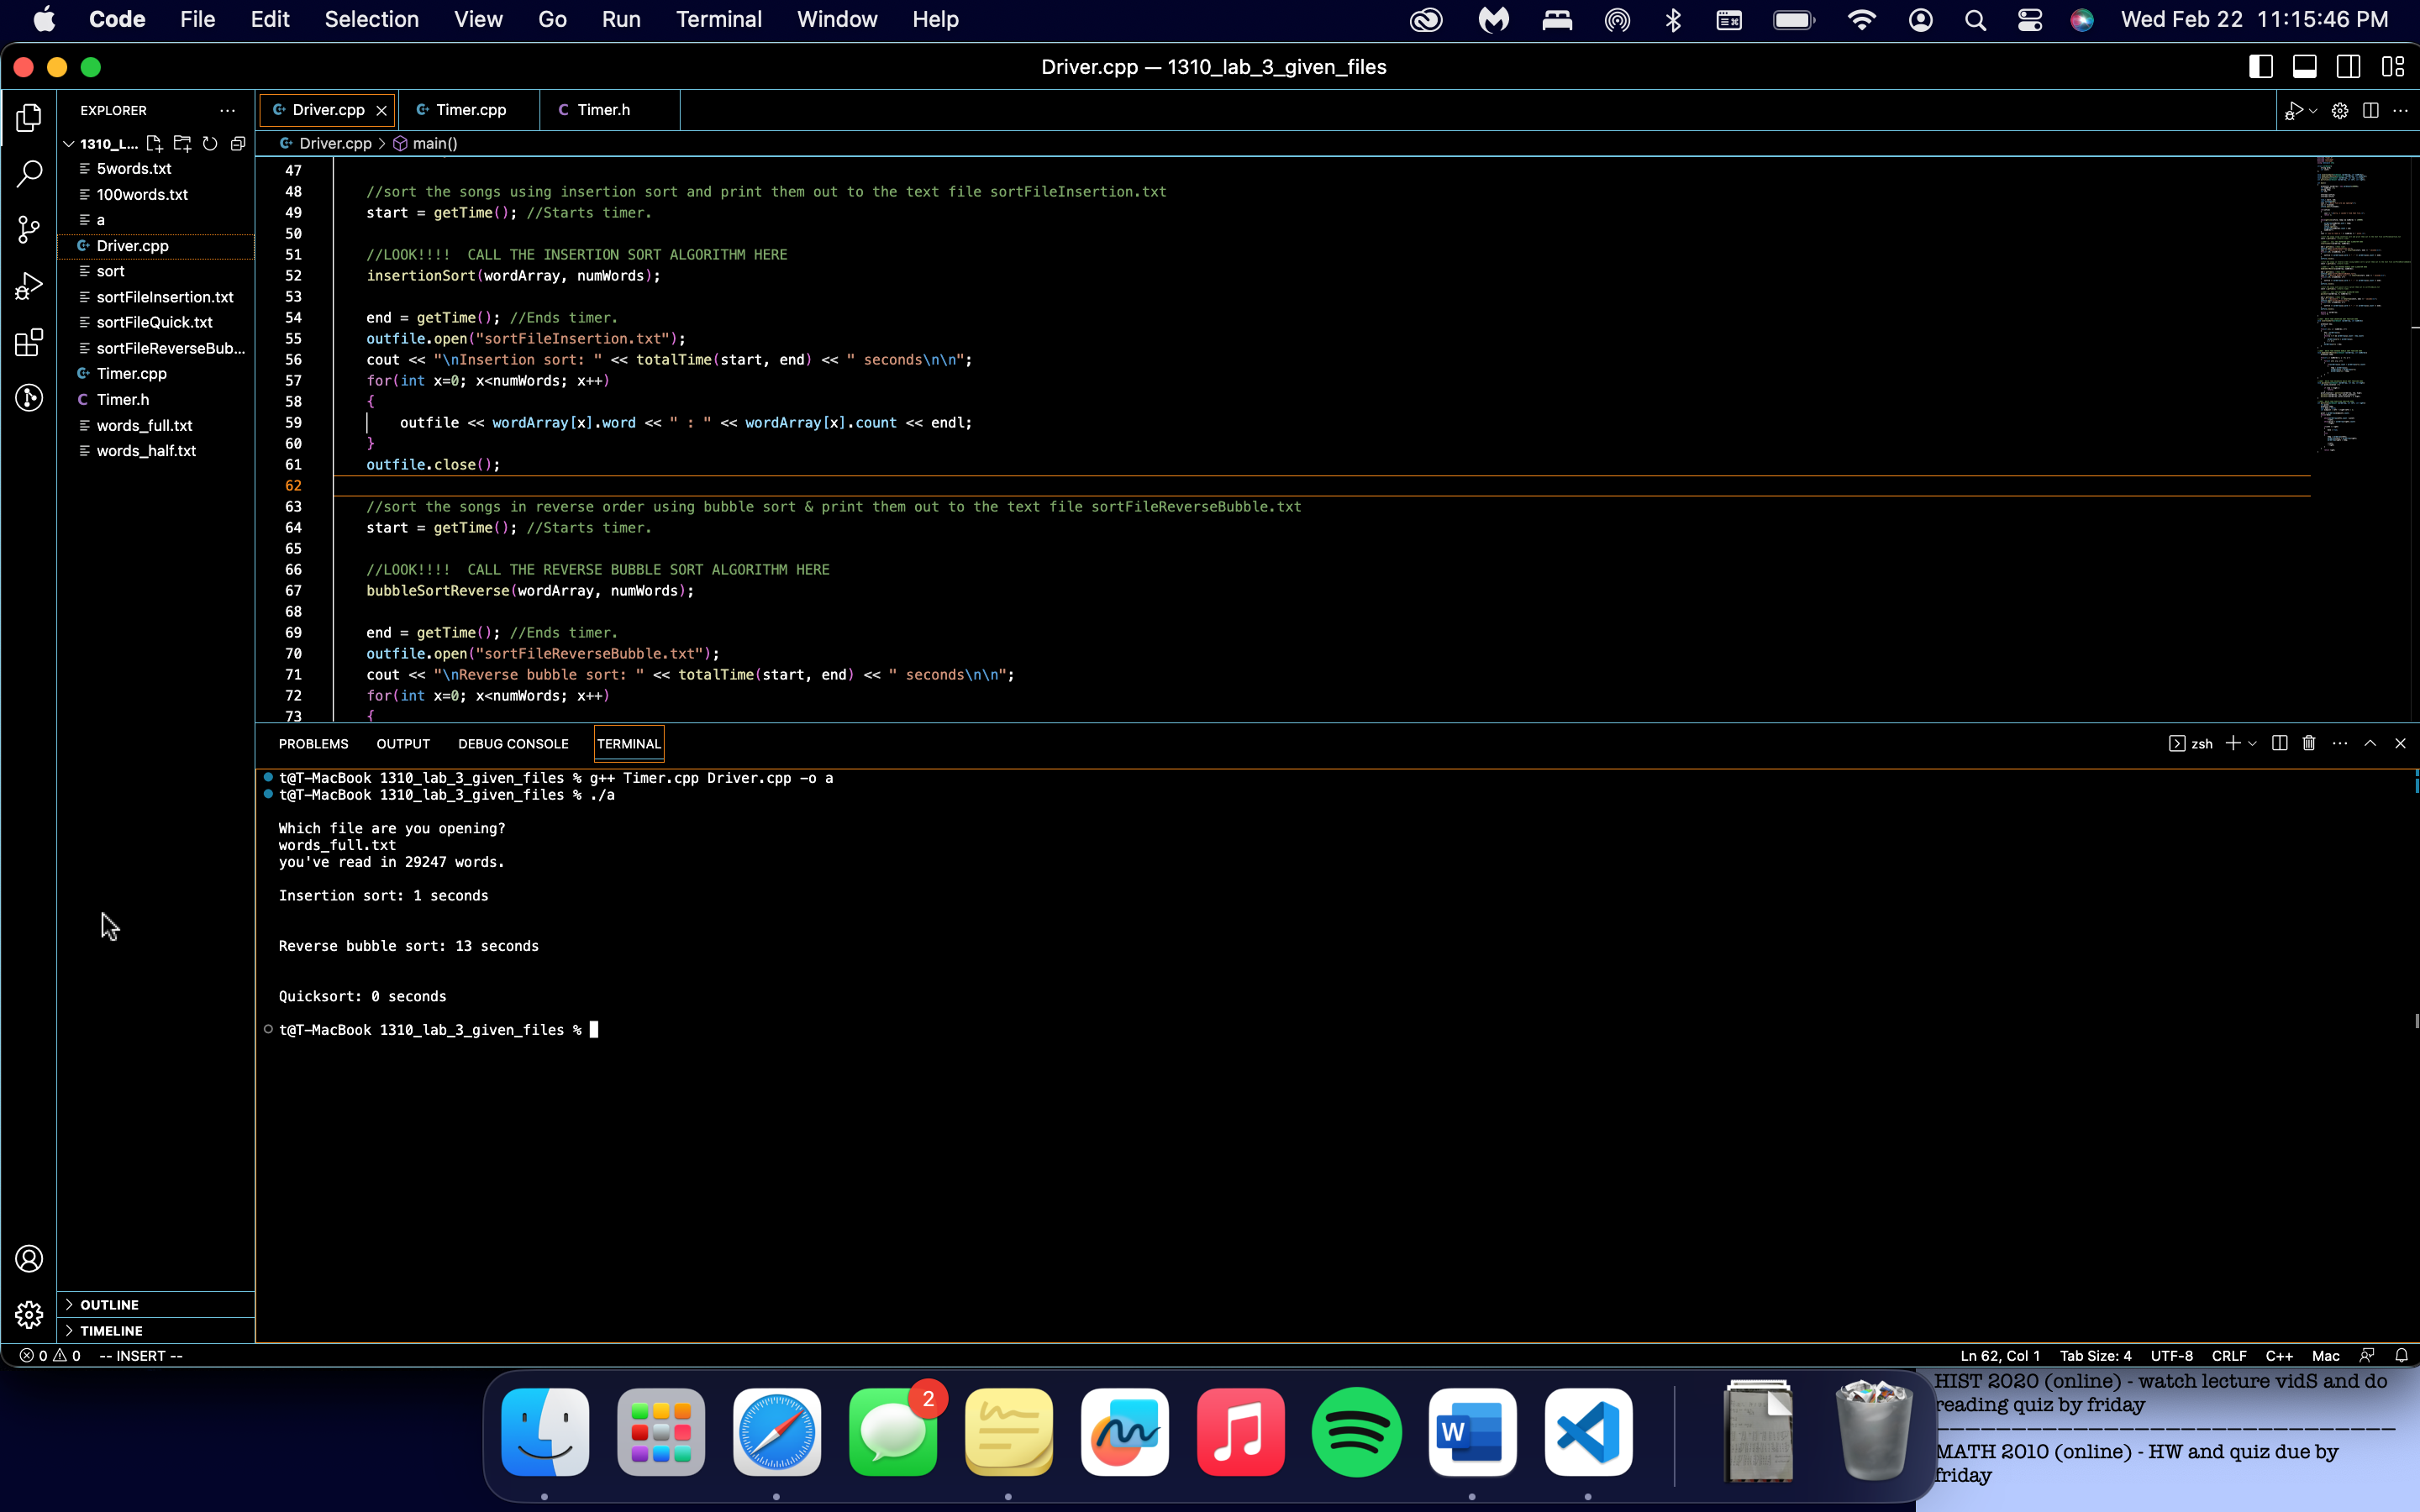 Code File Edit Selection View Go Run Terminal Window Help Wed Feb 22 11:15:46 PM
Driver.cpp — 1310_lab_3_given_files
EXPLORER ...
1310_L...
5words.txt
100words.txt
a
Driver.cpp
sort
sortFileInsertion.txt
sortFileQuick.txt
sortFileReverseBub...
Timer.cpp
Timer.h
words_full.txt
words_half.txt
OUTLINE
TIMELINE
Driver.cpp Timer.cpp C Timer.h
Driver.cpp > main()
47
48 //sort the songs using insertion sort and print them out to the text file sortFileInsertion.txt
49 start = getTime(); //Starts timer.
50
51 //LOOK!!!!  CALL THE INSERTION SORT ALGORITHM HERE
52 insertionSort(wordArray, numWords);
53
54 end = getTime(); //Ends timer.
55 outfile.open("sortFileInsertion.txt");
56 cout << "\nInsertion sort: " << totalTime(start, end) << " seconds\n\n";
57 for(int x=0; x<numWords; x++)
58 {
59 outfile << wordArray[x].word << " : " << wordArray[x].count << endl;
60 }
61 outfile.close();
62
63 //sort the songs in reverse order using bubble sort & print them out to the text file sortFileReverseBubble.txt
64 start = getTime(); //Starts timer.
65
66 //LOOK!!!!  CALL THE REVERSE BUBBLE SORT ALGORITHM HERE
67 bubbleSortReverse(wordArray, numWords);
68
69 end = getTime(); //Ends timer.
70 outfile.open("sortFileReverseBubble.txt");
71 cout << "\nReverse bubble sort: " << totalTime(start, end) << " seconds\n\n";
72 for(int x=0; x<numWords; x++)
73 {
PROBLEMS OUTPUT DEBUG CONSOLE TERMINAL zsh
t@T-MacBook 1310_lab_3_given_files % g++ Timer.cpp Driver.cpp -o a
t@T-MacBook 1310_lab_3_given_files % ./a
Which file are you opening?
words_full.txt
you've read in 29247 words.
Insertion sort: 1 seconds
Reverse bubble sort: 13 seconds
Quicksort: 0 seconds
t@T-MacBook 1310_lab_3_given_files %
0 0 -- INSERT -- Ln 62, Col 1 Tab Size: 4 UTF-8 CRLF C++ Mac
2
W
HIST 2020 (online) - watch lecture vidS and do
reading quiz by friday
MATH 2010 (online) - HW and quiz due by
friday